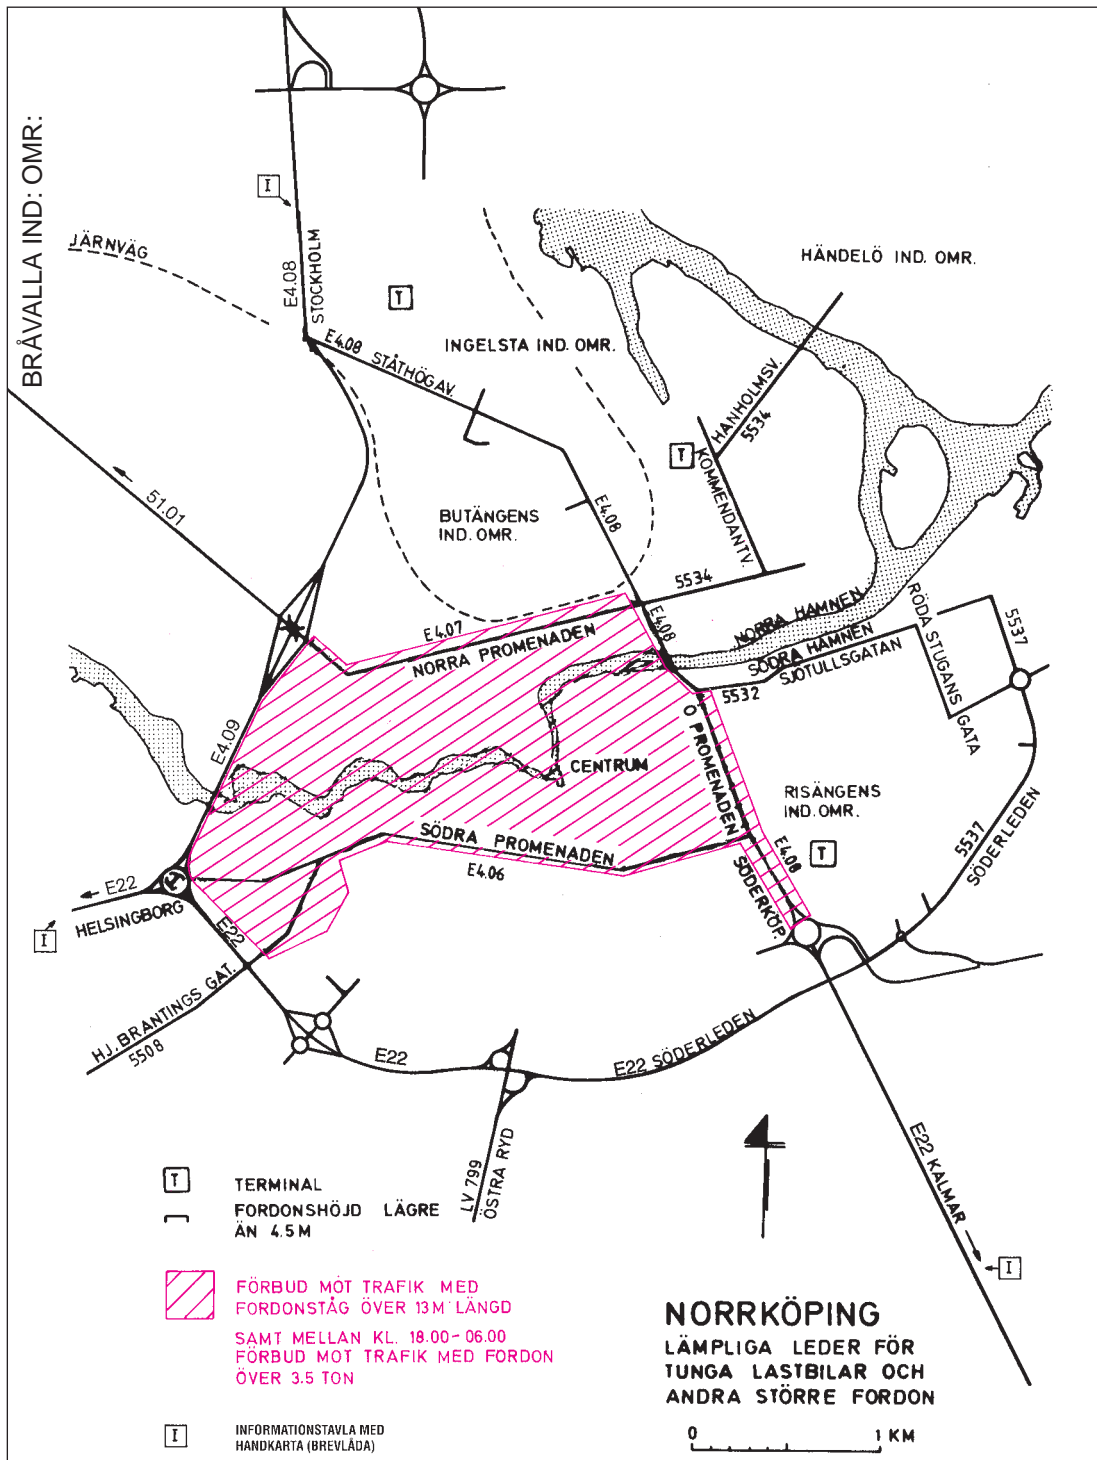 BRÅVALLA IND: OMR:
I
JÄRNVÄG
E4.08
STOCKHOLM
T
HÄNDELÖ IND. OMR.
E4.08 STÅTHÖGAV.
INGELSTA IND. OMR.
HANHOLMSV.
5534
T
KOMMENDANTV.
51.01
BUTÄNGENS
IND. OMR.
E4.08
5534
E4.07
NORRA PROMENADEN
E4.08
NORRA HAMNEN
SÖDRA HAMNEN
SJÖTULLSGATAN
5532
RÖDA STUGANS GATA
5537
E4.09
CENTRUM
Ö PROMENADEN
RISÄNGENS
IND. OMR.
T
SÖDRA PROMENADEN
E4.06
E4.08
SÖDERKÖP.
5537
SÖDERLEDEN
E22
HELSINGBORG
I
E22
HJ. BRANTINGS GAT.
5508
E22
E22 SÖDERLEDEN
LV 799
ÖSTRA RYD
E22 KALMAR
I
T TERMINAL
FORDONSHÖJD LÄGRE
ÄN 4.5 M
FÖRBUD MOT TRAFIK MED
FORDONSTÅG ÖVER 13 M LÄNGD
SAMT MELLAN KL. 18.00-06.00
FÖRBUD MOT TRAFIK MED FORDON
ÖVER 3.5 TON
I INFORMATIONSTAVLA MED
HANDKARTA (BREVLÅDA)
NORRKÖPING
LÄMPLIGA LEDER FÖR
TUNGA LASTBILAR OCH
ANDRA STÖRRE FORDON
0 1 KM